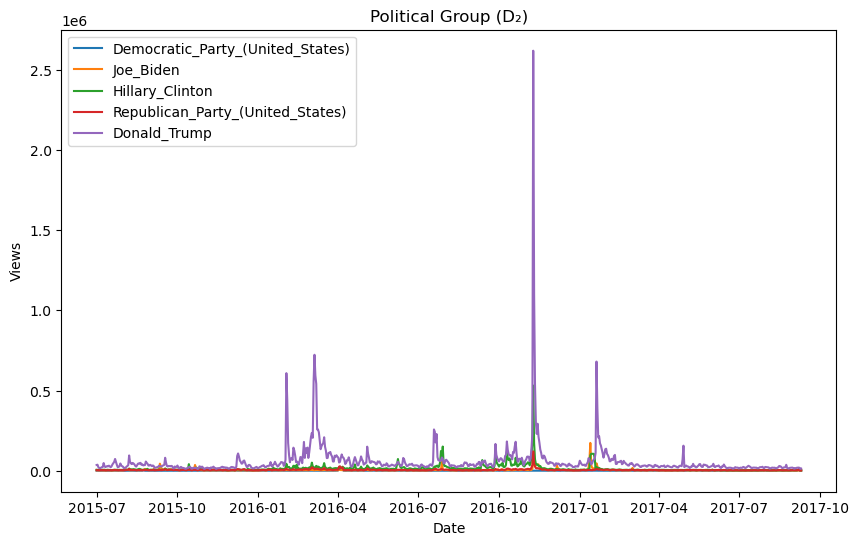 Political Group (D₂)
1e6
Democratic_Party_(United_States)
Joe_Biden
Hillary_Clinton
Republican_Party_(United_States)
Donald_Trump
2.5
2.0
1.5
1.0
0.5
0.0
Views
2015-07 2015-10 2016-01 2016-04 2016-07 2016-10 2017-01 2017-04 2017-07 2017-10
Date